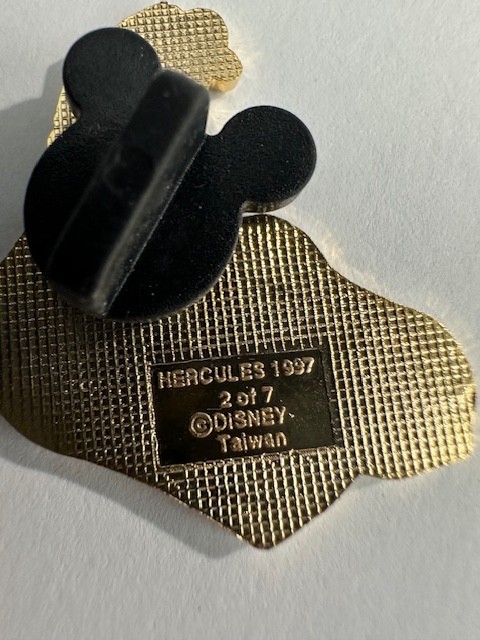 HERCULES 1997
2 of 7
©DISNEY
Taiwan